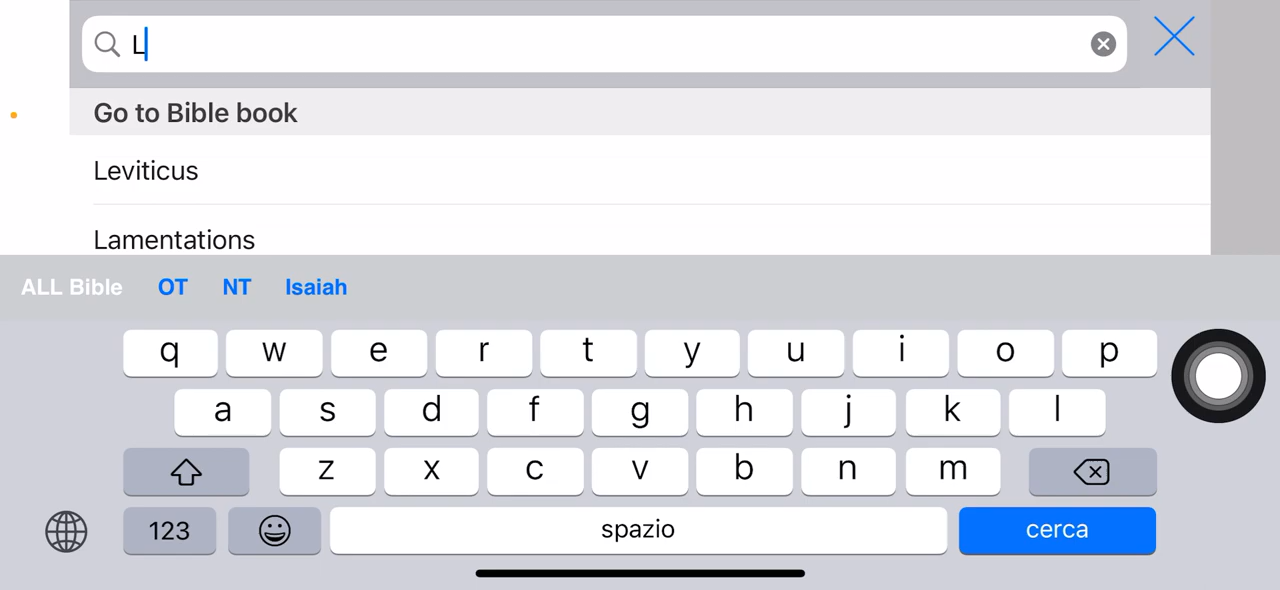 L
Go to Bible book
Leviticus
Lamentations
ALL Bible OT NT Isaiah
q w e r t y u i o p
a s d f g h j k l
z x c v b n m
123 spazio cerca